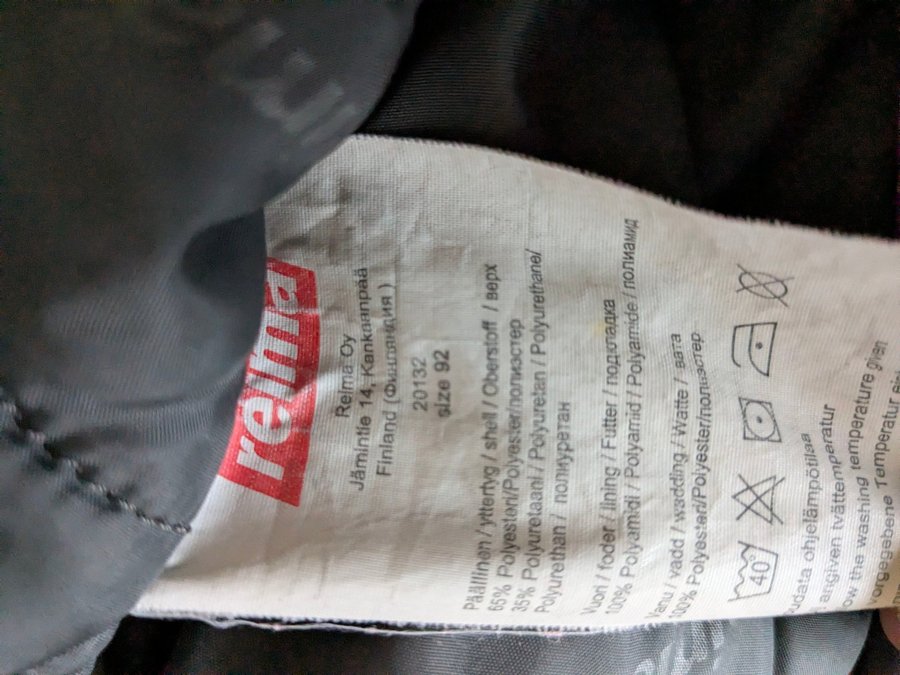 reima
Reima Oy
Jämintie 14, Kankaanpää
Finland (Финляндия)
20132
size 92
Päällinen / yttertyg / shell / Oberstoff / верх
65% Polyesteri/Polyester/полиэстер
35% Polyuretaani / Polyuretan / Polyurethane/
Polyurethan / полиуретан
Vuori / foder / lining / Futter / подкладка
100% Polyamidi / Polyamid / Polyamide / полиамид
Vanu / vadd / wadding / Watte / вата
100% Polyesteri/Polyester/полиэстер
40°
ohjelämpötilaa
angiven tvättemperatur
the washing temperature given
vorgegebene Temperatur